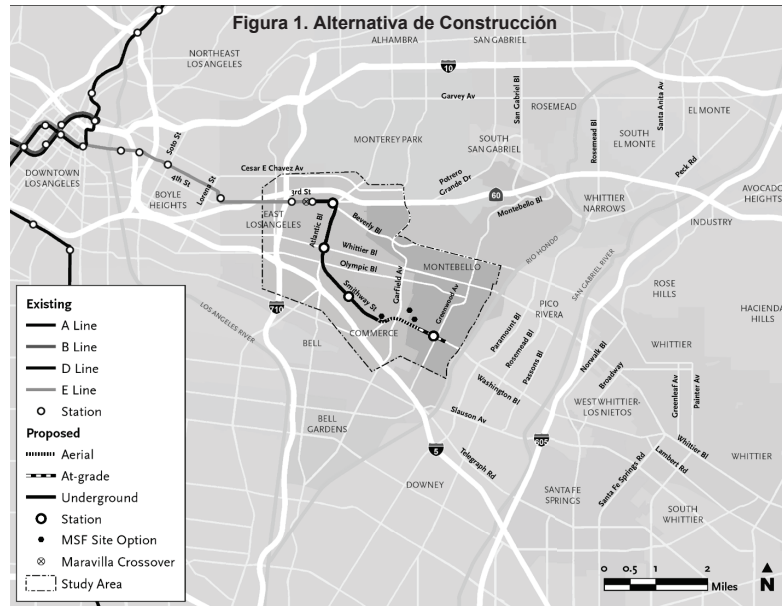 Figura 1. Alternativa de Construcción
NORTHEAST
LOS ANGELES
ALHAMBRA
SAN GABRIEL
10
Garvey Av
San Gabriel Bl
ROSEMEAD
Rosemead Bl
Santa Anita Av
EL MONTE
SOUTH
EL MONTE
Peck Rd
MONTEREY PARK
SOUTH
SAN GABRIEL
Soto St
DOWNTOWN
LOS ANGELES
4th St
BOYLE
HEIGHTS
Lorena St
Cesar E Chavez Av
3rd St
Potrero
Grande Dr
60
Montebello Bl
WHITTIER
NARROWS
AVOCADO
HEIGHTS
INDUSTRY
EAST
LOS ANGELES
Atlantic Bl
Beverly Bl
Whittier Bl
Olympic Bl
Garfield Av
MONTEBELLO
Greenwood Av
RIO HONDO
SAN GABRIEL RIVER
Smithway St
COMMERCE
710
LOS ANGELES RIVER
BELL
PICO
RIVERA
Paramount Bl
Rosemead Bl
Passons Bl
ROSE
HILLS
HACIENDA
HILLS
Norwalk Bl
Broadway
WHITTIER
Washington Bl
Slauson Av
WEST WHITTIER-
LOS NIETOS
Greenleaf Av
Painter Av
BELL
GARDENS
5
Telegraph Rd
605
Whittier Bl
Lambert Rd
WHITTIER
DOWNEY
SANTA FE
SPRINGS
Santa Fe Springs Rd
SOUTH
WHITTIER
Existing
A Line
B Line
D Line
E Line
Station
Proposed
Aerial
At-grade
Underground
Station
MSF Site Option
Maravilla Crossover
Study Area
0 0.5 1 2
Miles
N